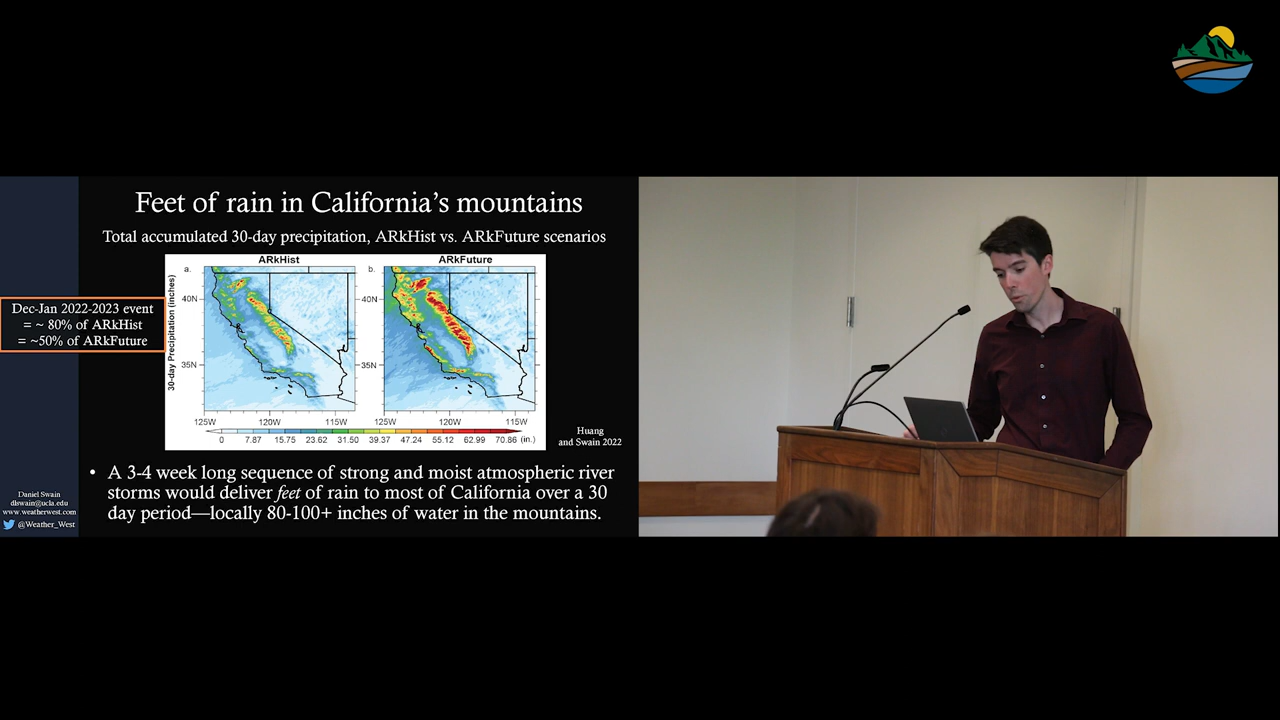 Feet of rain in California's mountains
Total accumulated 30-day precipitation, ARkHist vs. ARkFuture scenarios
ARkHist
ARkFuture
a.
b.
40N
40N
35N
35N
30-day Precipitation (inches)
125W
120W
115W
125W
120W
115W
0 7.87 15.75 23.62 31.50 39.37 47.24 55.12 62.99 70.86 (in.)
Dec-Jan 2022-2023 event
= ~ 80% of ARkHist
= ~50% of ARkFuture
Huang
and Swain 2022
• A 3-4 week long sequence of strong and moist atmospheric river
storms would deliver feet of rain to most of California over a 30
day period—locally 80-100+ inches of water in the mountains.
Daniel Swain
dlswain@ucla.edu
www.weatherwest.com
@Weather_West